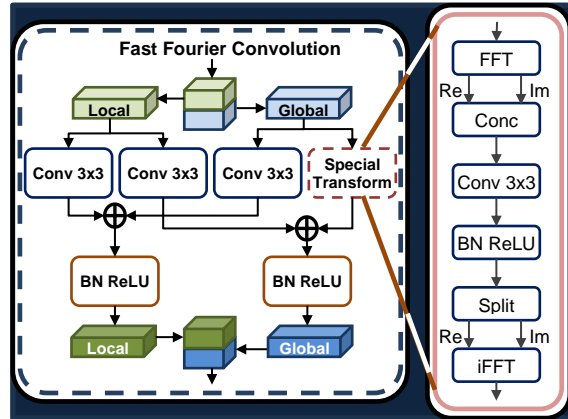 Fast Fourier Convolution
Local
Global
Conv 3x3
Conv 3x3
Conv 3x3
Special
Transform
BN ReLU
BN ReLU
Local
Global
FFT
Re
Im
Conc
Conv 3x3
BN ReLU
Split
Re
Im
iFFT